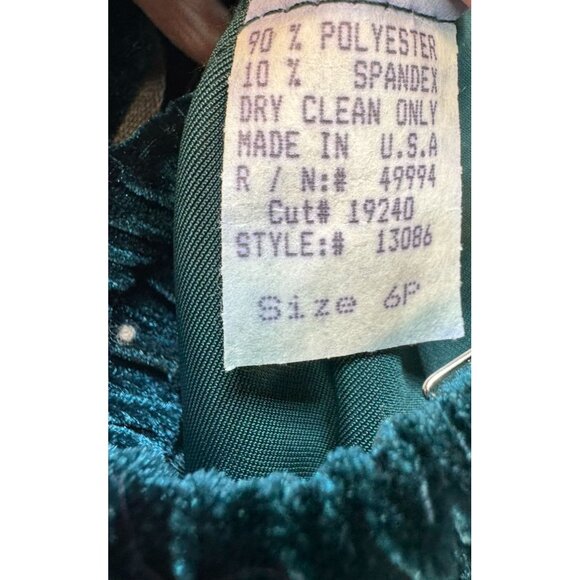 90 % POLYESTER
10 % SPANDEX
DRY CLEAN ONLY
MADE IN U.S.A
R / N:# 49994
Cut# 19240
STYLE:# 13086
Size 6P